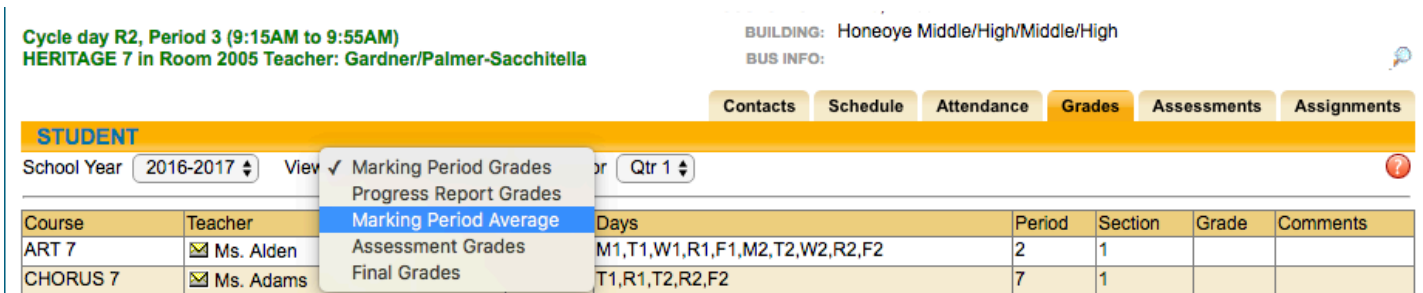 BUILDING: Honeoye Middle/High/Middle/High
Cycle day R2, Period 3 (9:15AM to 9:55AM)
HERITAGE 7 in Room 2005 Teacher: Gardner/Palmer-Sacchitella
BUS INFO:
Contacts Schedule Attendance Grades Assessments Assignments
STUDENT
School Year 2016-2017 View ✓ Marking Period Grades or Qtr 1 ?
Progress Report Grades
Marking Period Average
Assessment Grades
Final Grades
Course Teacher Days Period Section Grade Comments
ART 7 Ms. Alden M1,T1,W1,R1,F1,M2,T2,W2,R2,F2 2 1
CHORUS 7 Ms. Adams T1,R1,T2,R2,F2 7 1